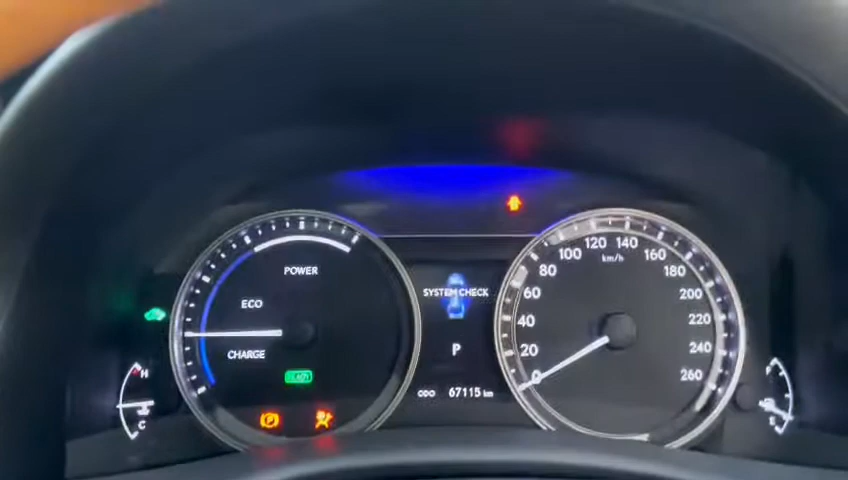 POWER
ECO
CHARGE
SYSTEM CHECK
P
ODO 67115 km
0
20
40
60
80
100
120
140
160
180
200
220
240
260
km/h
H
C
F
E
READY